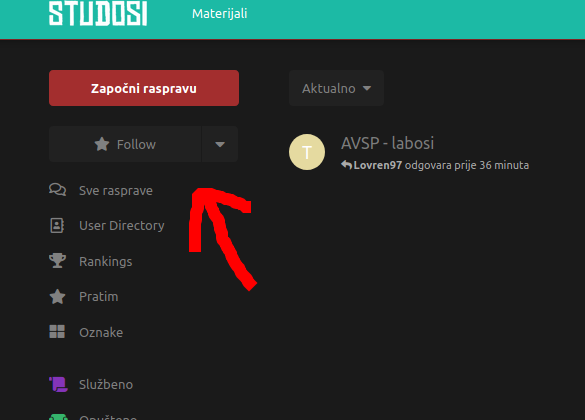 STUDOSI
Materijali
Započni raspravu
Aktualno
Follow
T
AVSP - labosi
Lovren97 odgovara prije 36 minuta
Sve rasprave
User Directory
Rankings
Pratim
Oznake
Službeno
Opušteno